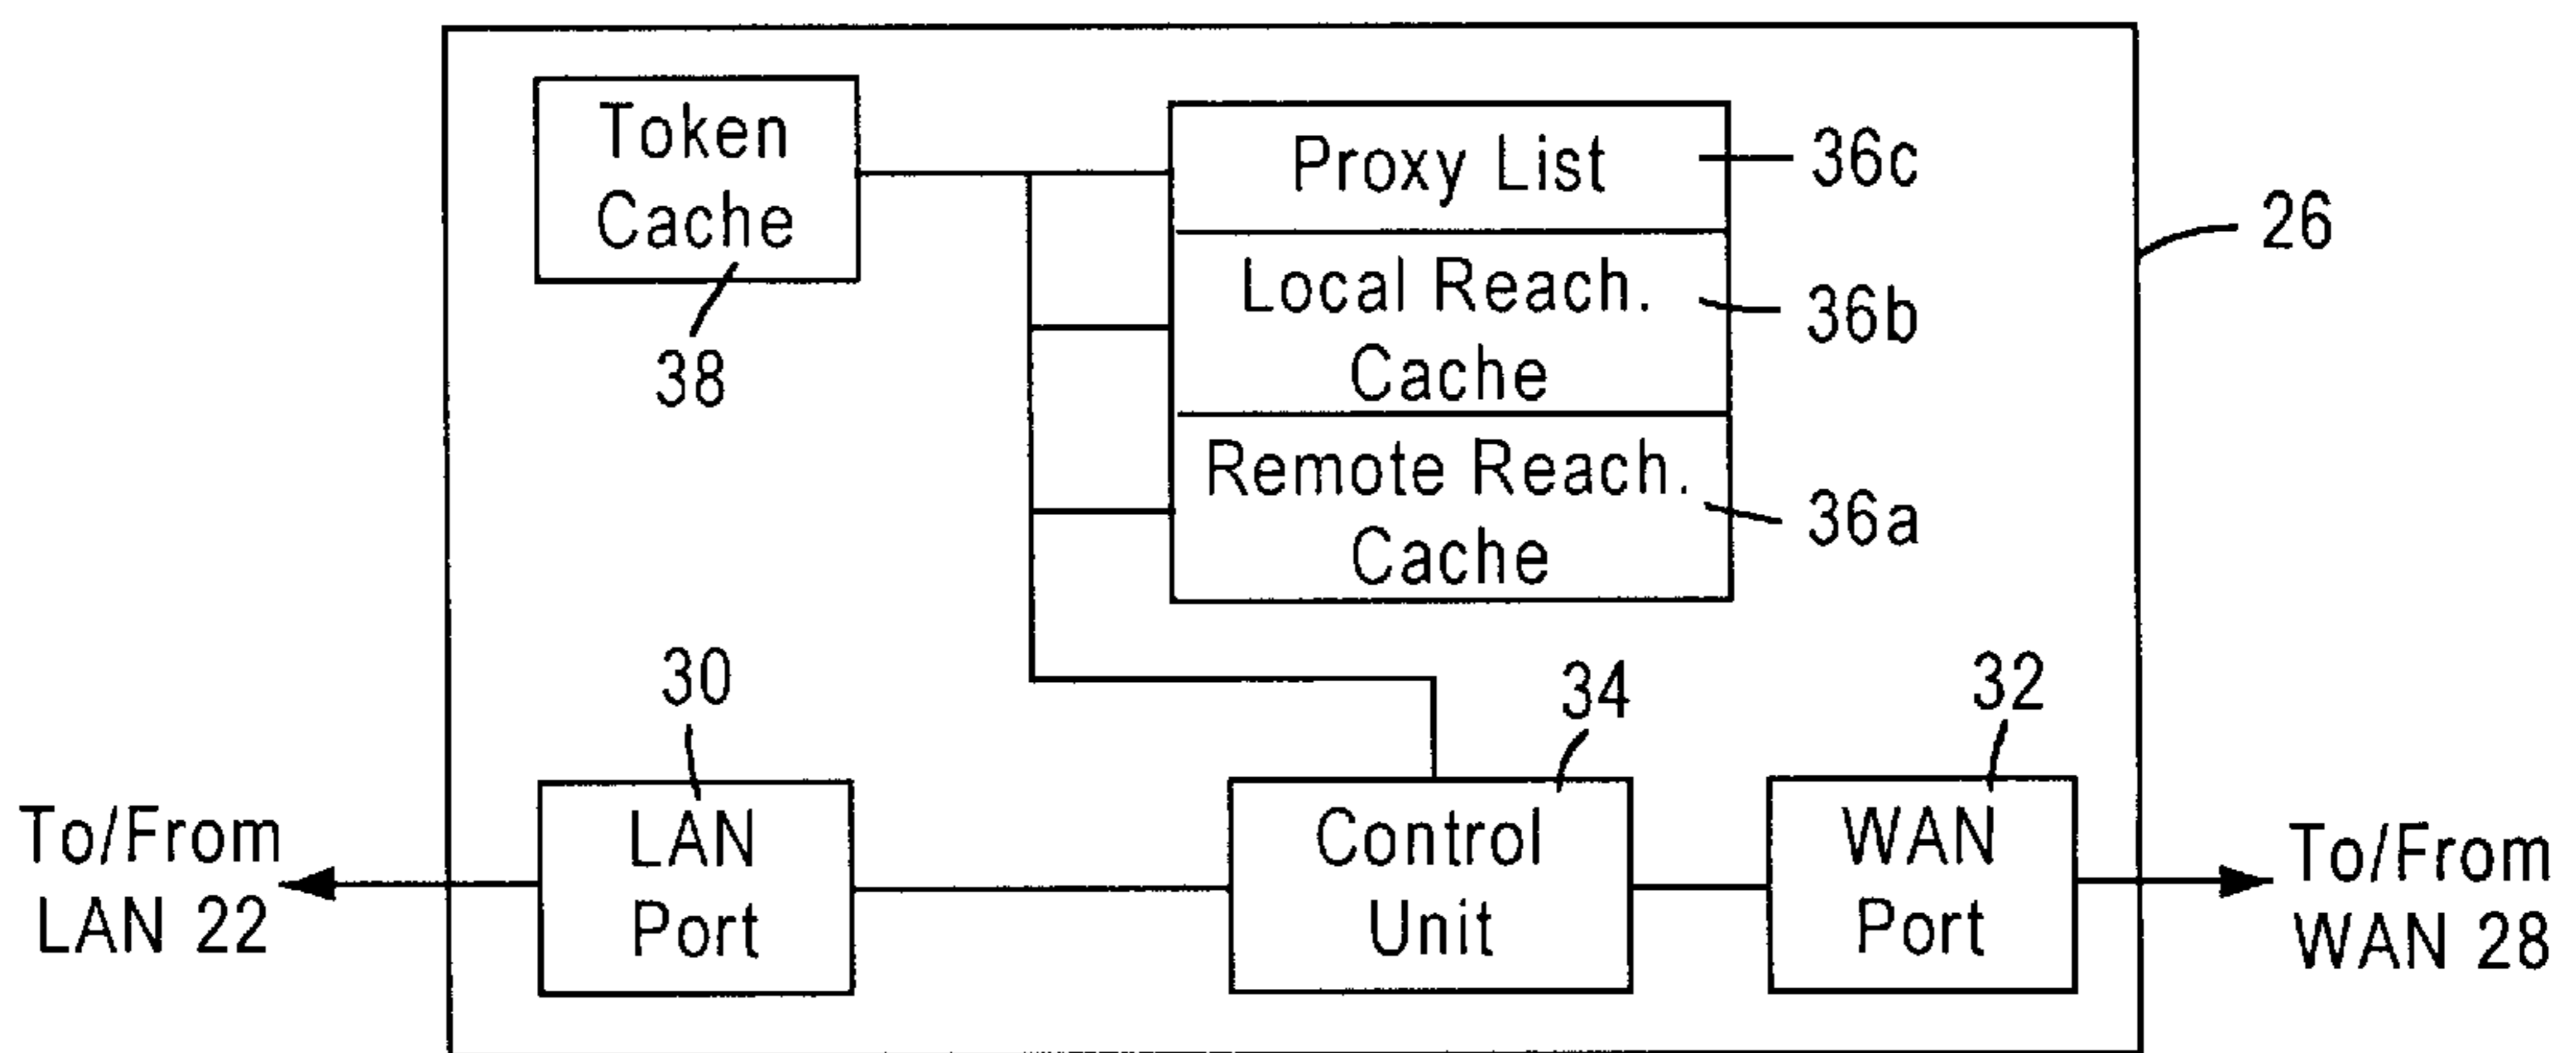 Token
Cache
38
Proxy List
36c
Local Reach.
Cache
36b
Remote Reach.
Cache
36a
26
30
LAN
Port
34
Control
Unit
32
WAN
Port
To/From
LAN 22
To/From
WAN 28